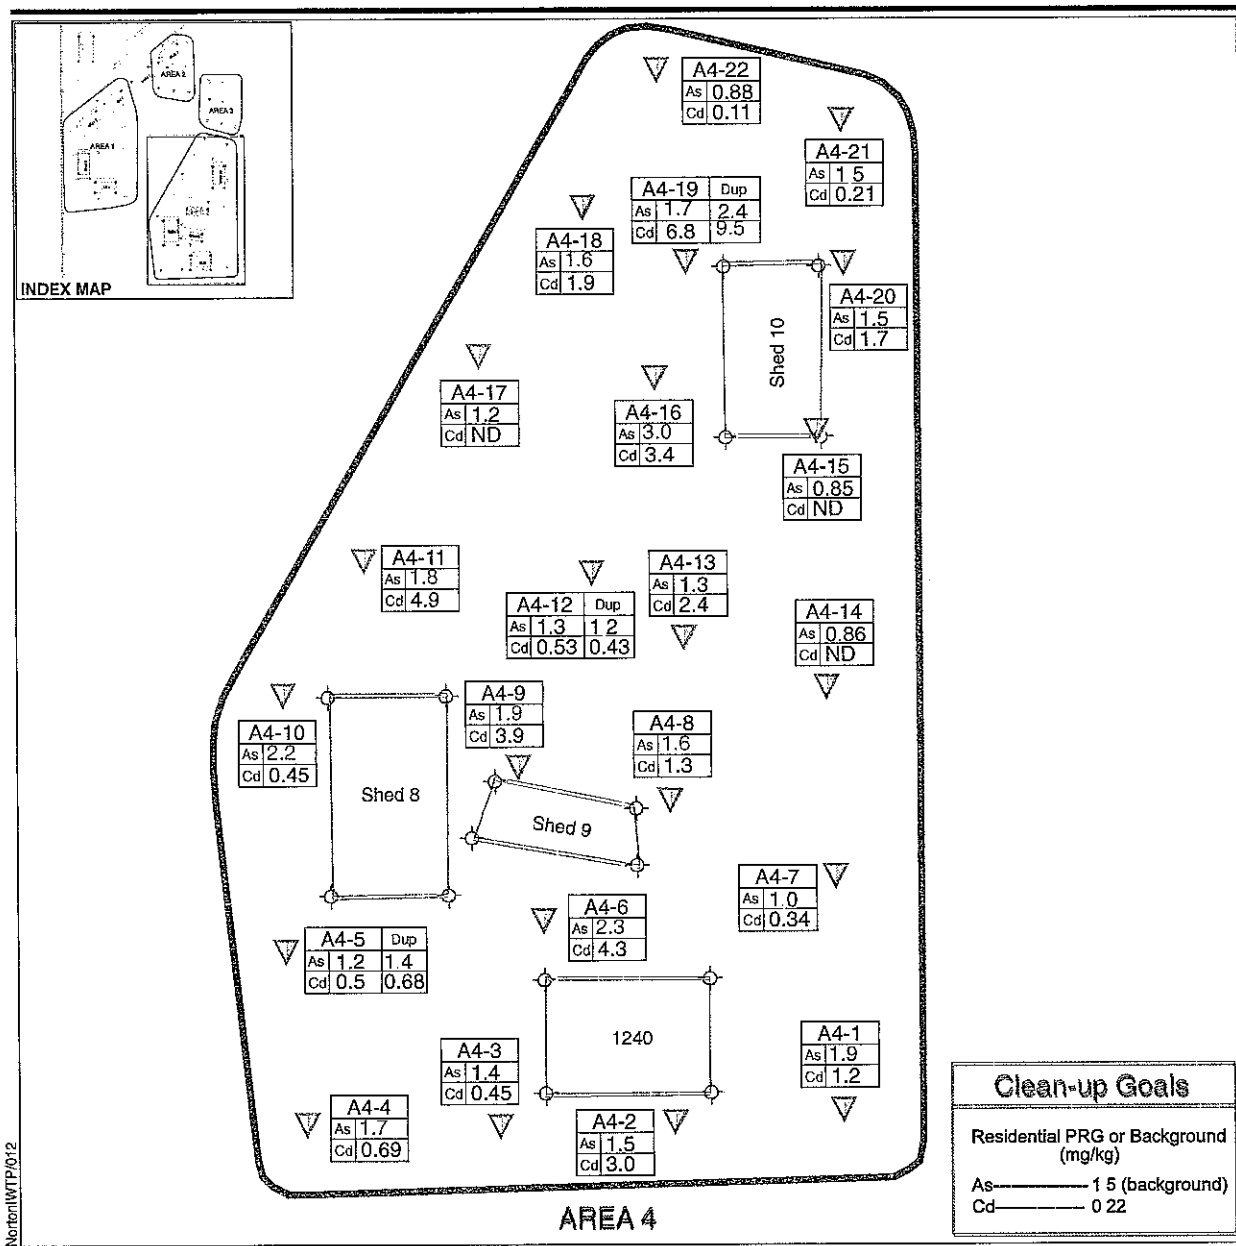 AREA 2
AREA 3
AREA 1
INDEX MAP
A4-22
As 0.88
Cd 0.11
A4-21
As 1 5
Cd 0.21
A4-19 Dup
As 1.7 2.4
Cd 6.8 9.5
A4-18
As 1.6
Cd 1.9
A4-20
As 1.5
Cd 1.7
Shed 10
A4-17
As 1.2
Cd ND
A4-16
As 3.0
Cd 3.4
A4-15
As 0.85
Cd ND
A4-11
As 1.8
Cd 4.9
A4-13
As 1.3
Cd 2.4
A4-12 Dup
As 1.3 1 2
Cd 0.53 0.43
A4-14
As 0.86
Cd ND
A4-9
As 1.9
Cd 3.9
A4-8
As 1.6
Cd 1.3
A4-10
As 2.2
Cd 0.45
Shed 8
Shed 9
A4-7
As 1.0
Cd 0.34
A4-6
As 2.3
Cd 4.3
A4-5 Dup
As 1.2 1.4
Cd 0.5 0.68
1240
A4-1
As 1.9
Cd 1.2
A4-3
As 1.4
Cd 0.45
A4-4
As 1.7
Cd 0.69
A4-2
As 1.5
Cd 3.0
Clean-up Goals
Residential PRG or Background
(mg/kg)
As 1 5 (background)
Cd 0 22
AREA 4
Norton\IWTP/012